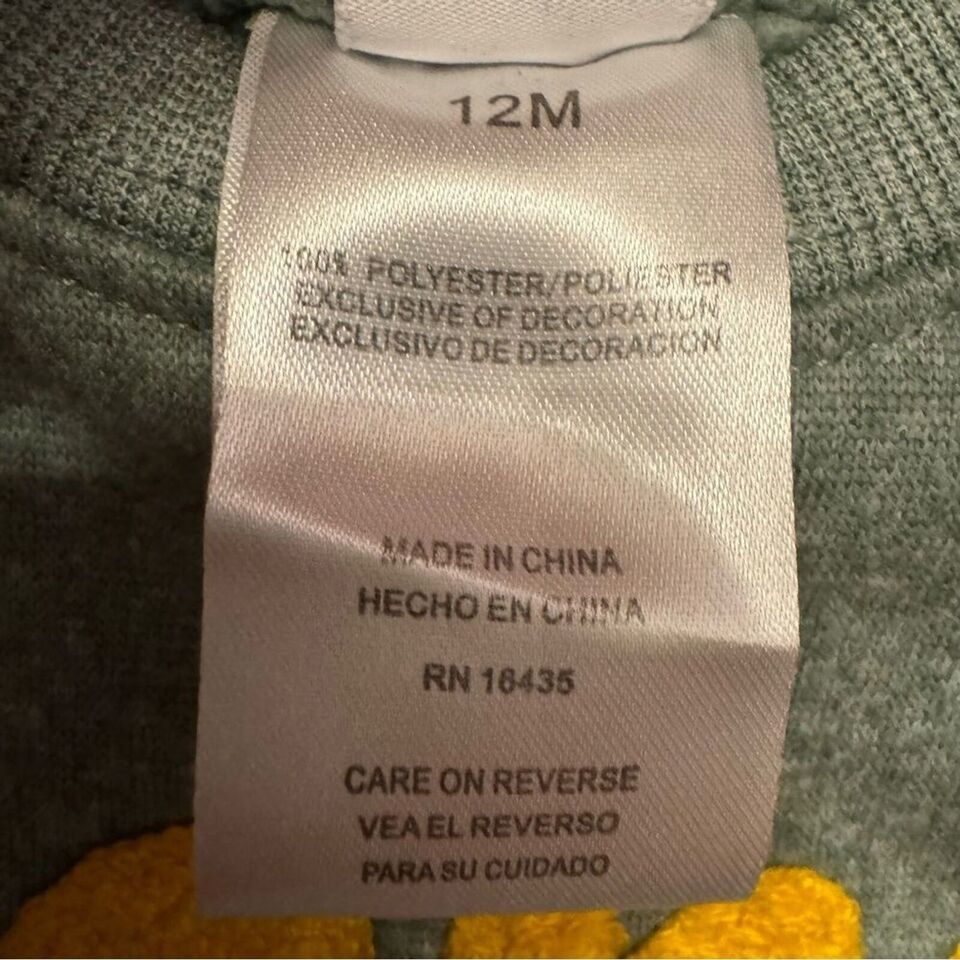 12M
100% POLYESTER/POLIESTER
EXCLUSIVE OF DECORATION
EXCLUSIVO DE DECORACION
MADE IN CHINA
HECHO EN CHINA
RN 16435
CARE ON REVERSE
VEA EL REVERSO
PARA SU CUIDADO